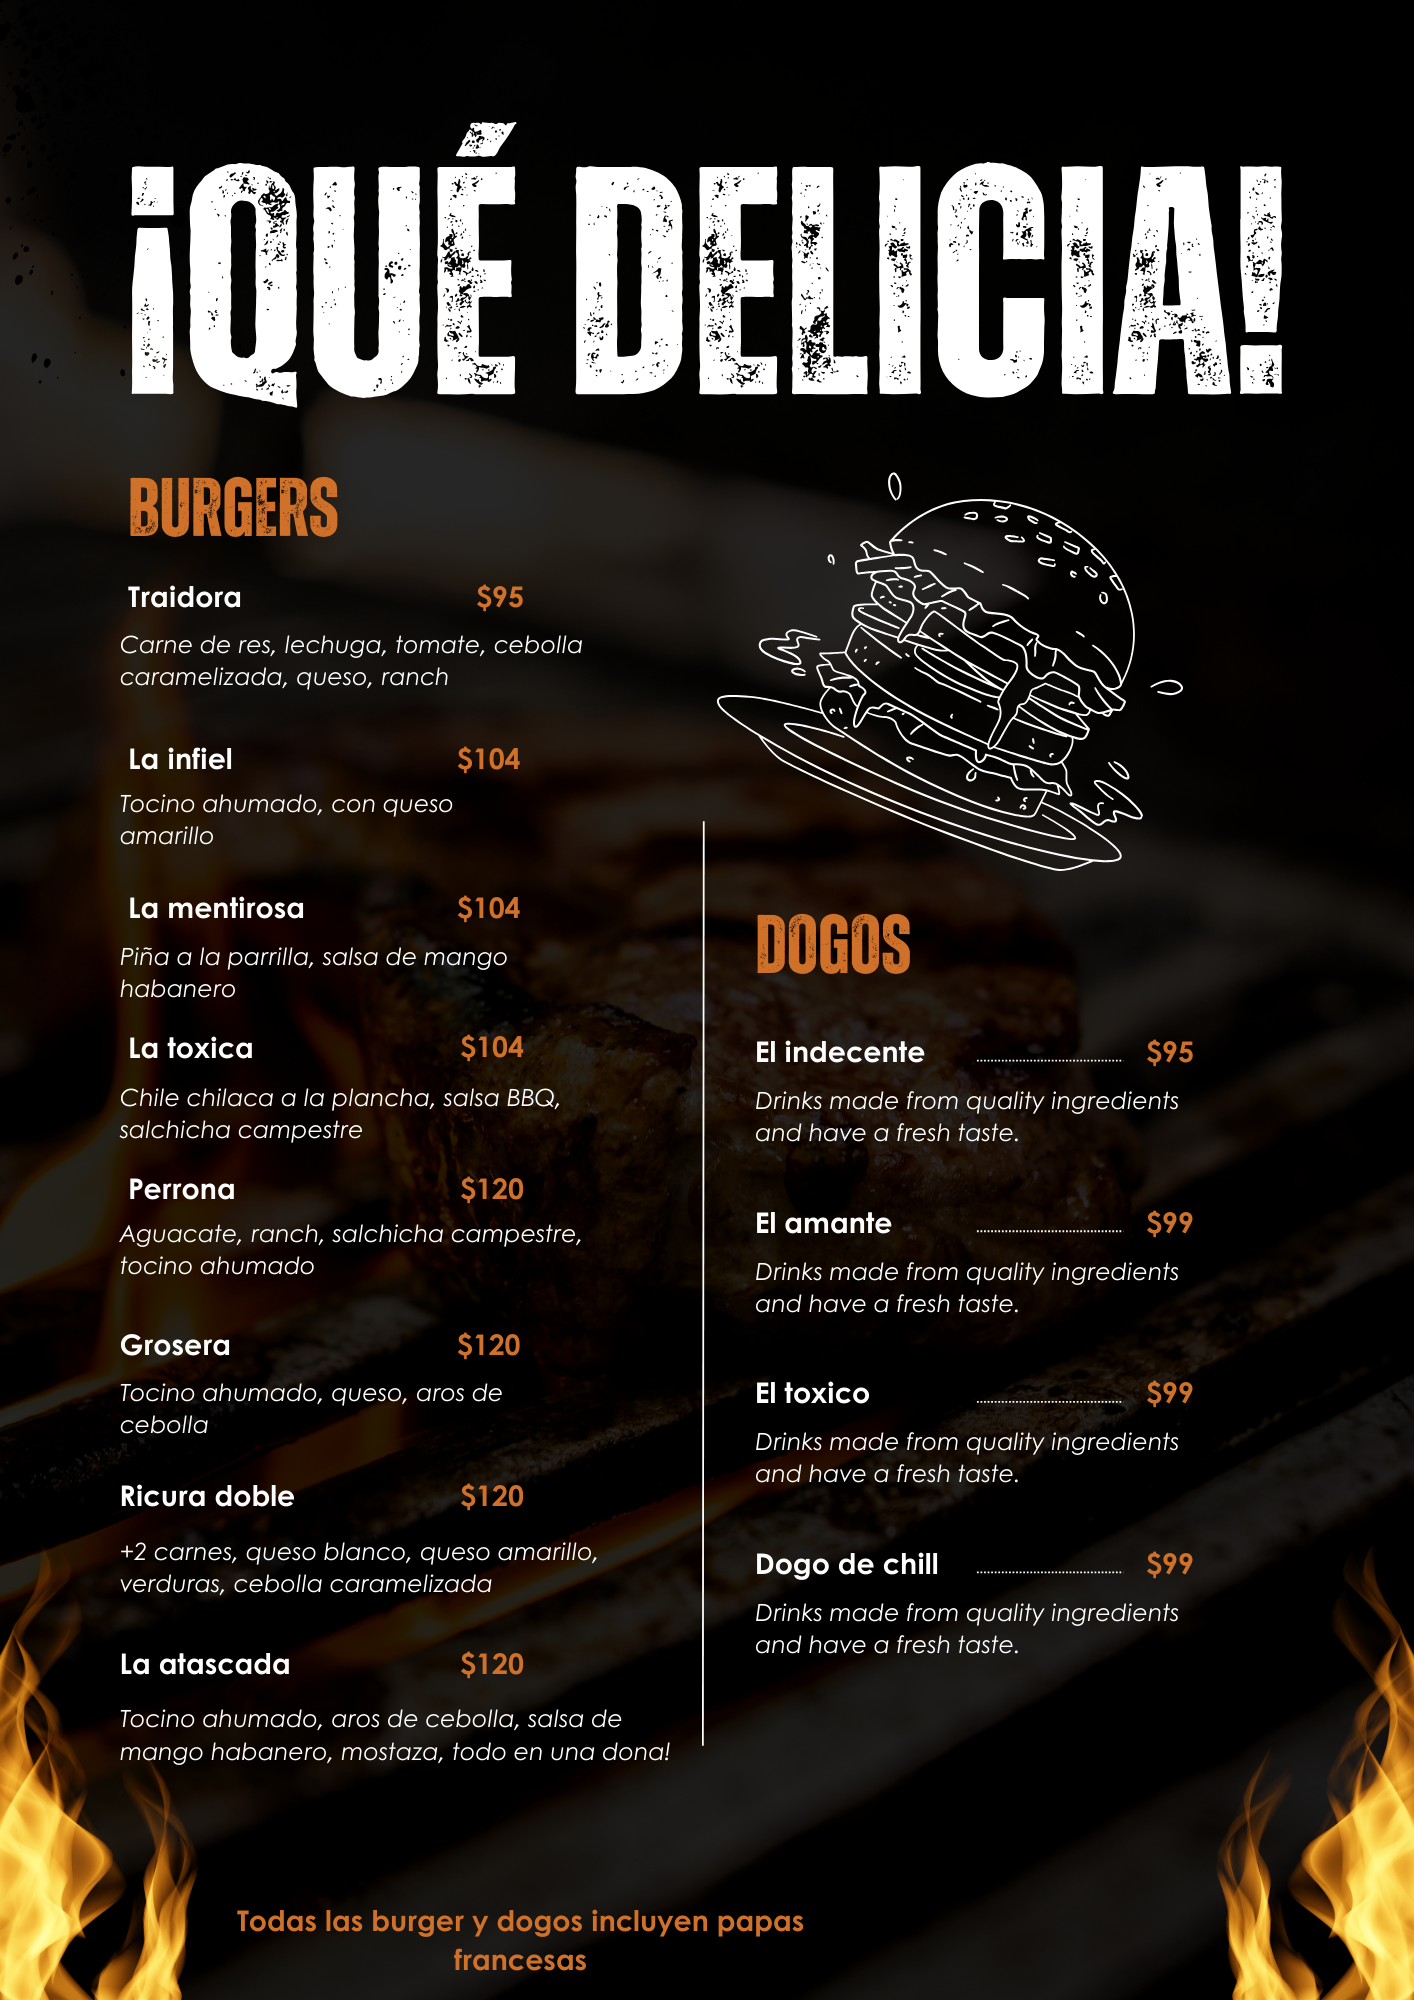 ¡QUÉ DELICIA!
BURGERS
Traidora $95
Carne de res, lechuga, tomate, cebolla
caramelizada, queso, ranch
La infiel $104
Tocino ahumado, con queso
amarillo
La mentirosa $104
Piña a la parrilla, salsa de mango
habanero
La toxica $104
Chile chilaca a la plancha, salsa BBQ,
salchicha campestre
Perrona $120
Aguacate, ranch, salchicha campestre,
tocino ahumado
Grosera $120
Tocino ahumado, queso, aros de
cebolla
Ricura doble $120
+2 carnes, queso blanco, queso amarillo,
verduras, cebolla caramelizada
La atascada $120
Tocino ahumado, aros de cebolla, salsa de
mango habanero, mostaza, todo en una dona!
DOGOS
El indecente $95
Drinks made from quality ingredients
and have a fresh taste.
El amante $99
Drinks made from quality ingredients
and have a fresh taste.
El toxico $99
Drinks made from quality ingredients
and have a fresh taste.
Dogo de chill $99
Drinks made from quality ingredients
and have a fresh taste.
Todas las burger y dogos incluyen papas
francesas